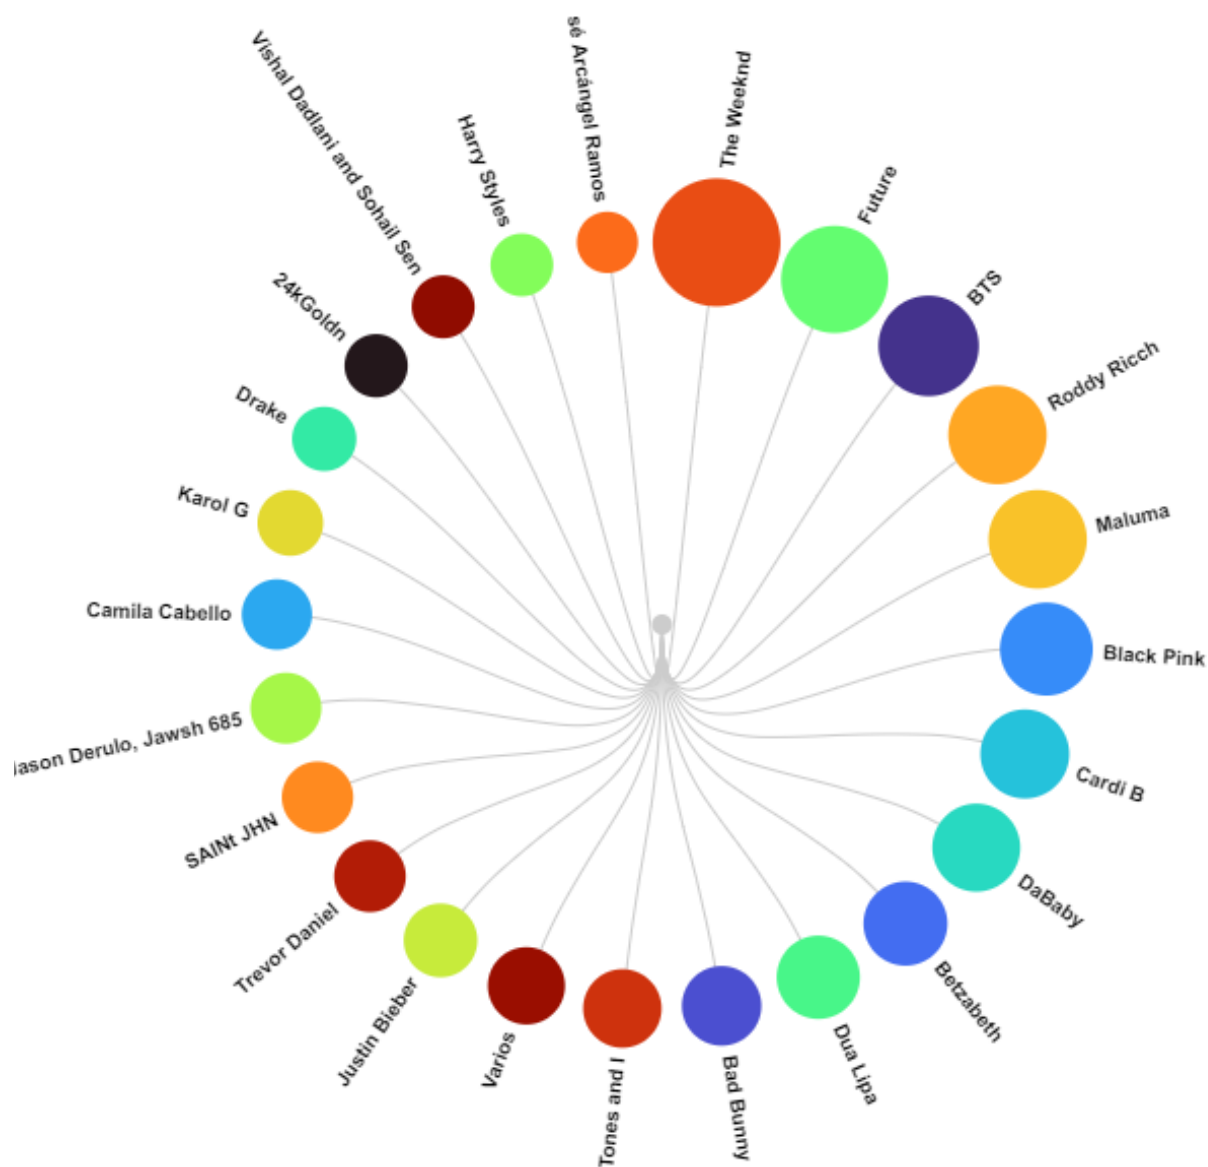 The Weeknd
Future
BTS
Roddy Ricch
Maluma
Black Pink
Cardi B
DaBaby
Betzabeth
Dua Lipa
Bad Bunny
Tones and I
Varios
Justin Bieber
Trevor Daniel
SAINt JHN
Jason Derulo, Jawsh 685
Camila Cabello
Karol G
Drake
24kGoldn
Vishal Dadlani and Sohail Sen
Harry Styles
sé Arcángel Ramos